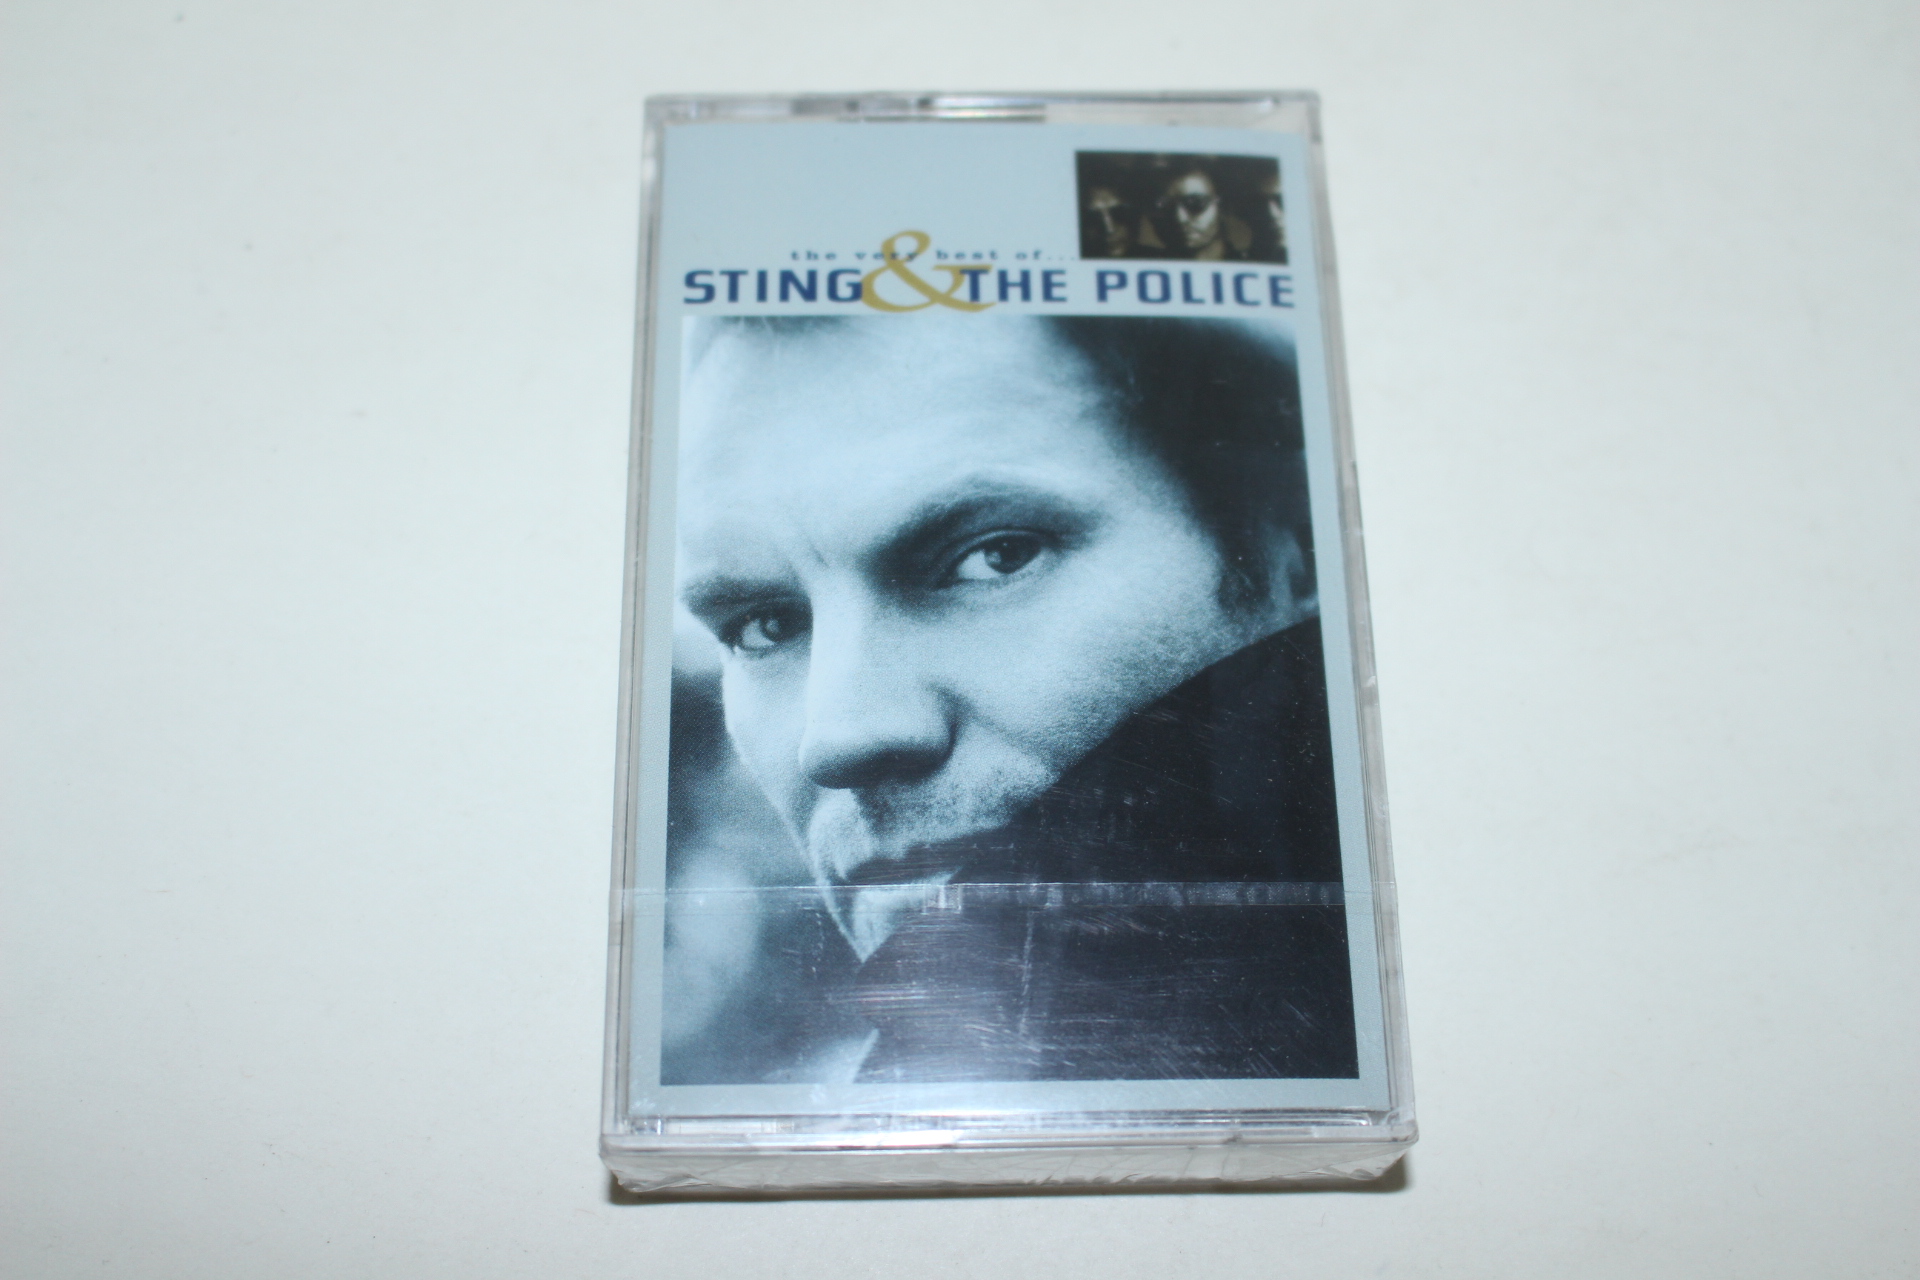 the very best of...
STING & THE POLICE